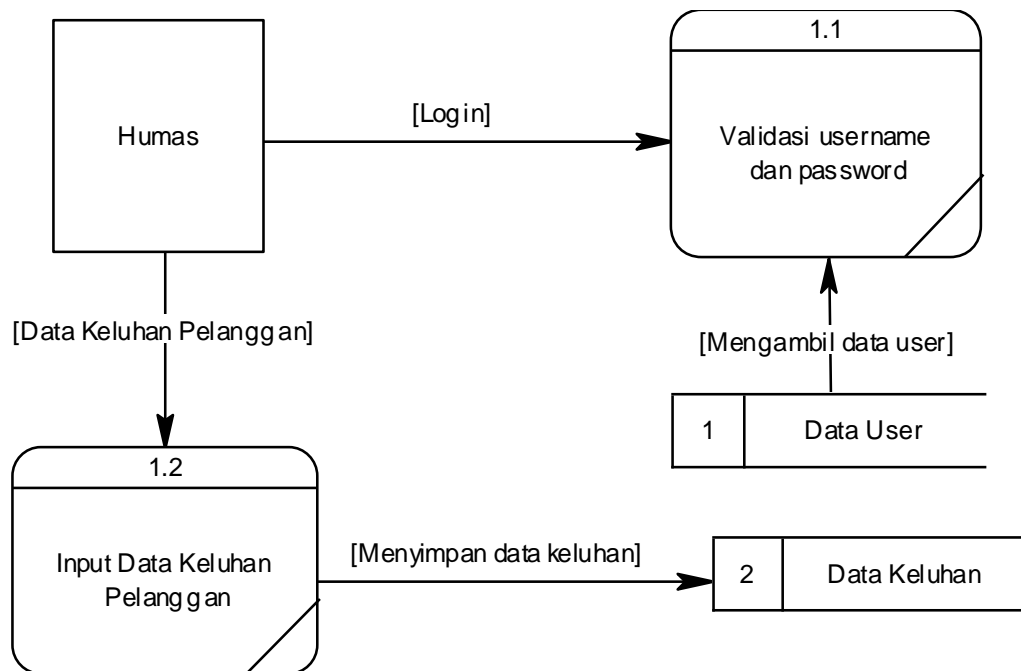 1.1
Humas
[Login]
Validasi username
dan password
[Data Keluhan Pelanggan]
[Mengambil data user]
1
Data User
1.2
Input Data Keluhan
Pelanggan
[Menyimpan data keluhan]
2
Data Keluhan